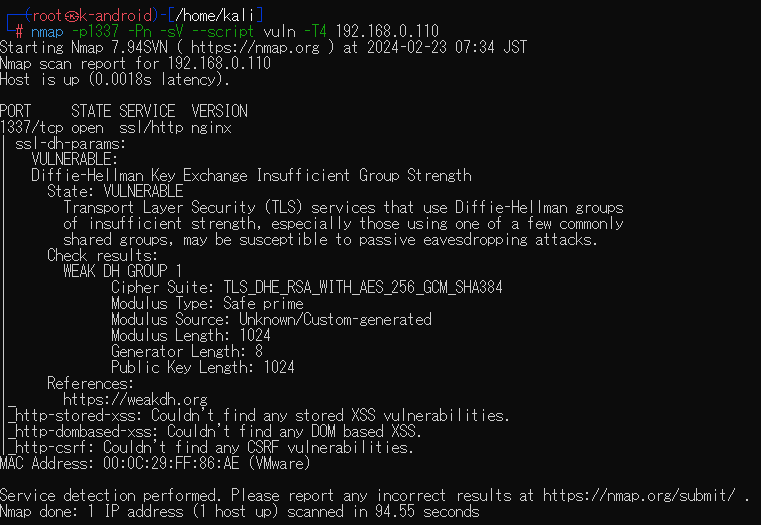 ┌──(root㉿k-android)-[/home/kali]
└─# nmap -p1337 -Pn -sV --script vuln -T4 192.168.0.110
Starting Nmap 7.94SVN ( https://nmap.org ) at 2024-02-23 07:34 JST
Nmap scan report for 192.168.0.110
Host is up (0.0018s latency).

PORT     STATE SERVICE  VERSION
1337/tcp open  ssl/http nginx
| ssl-dh-params:
|   VULNERABLE:
|   Diffie-Hellman Key Exchange Insufficient Group Strength
|     State: VULNERABLE
|       Transport Layer Security (TLS) services that use Diffie-Hellman groups
|       of insufficient strength, especially those using one of a few commonly
|       shared groups, may be susceptible to passive eavesdropping attacks.
|     Check results:
|       WEAK DH GROUP 1
|             Cipher Suite: TLS_DHE_RSA_WITH_AES_256_GCM_SHA384
|             Modulus Type: Safe prime
|             Modulus Source: Unknown/Custom-generated
|             Modulus Length: 1024
|             Generator Length: 8
|             Public Key Length: 1024
|     References:
|_      https://weakdh.org
|_http-stored-xss: Couldn't find any stored XSS vulnerabilities.
|_http-dombased-xss: Couldn't find any DOM based XSS.
|_http-csrf: Couldn't find any CSRF vulnerabilities.
MAC Address: 00:0C:29:FF:86:AE (VMware)

Service detection performed. Please report any incorrect results at https://nmap.org/submit/ .
Nmap done: 1 IP address (1 host up) scanned in 94.55 seconds